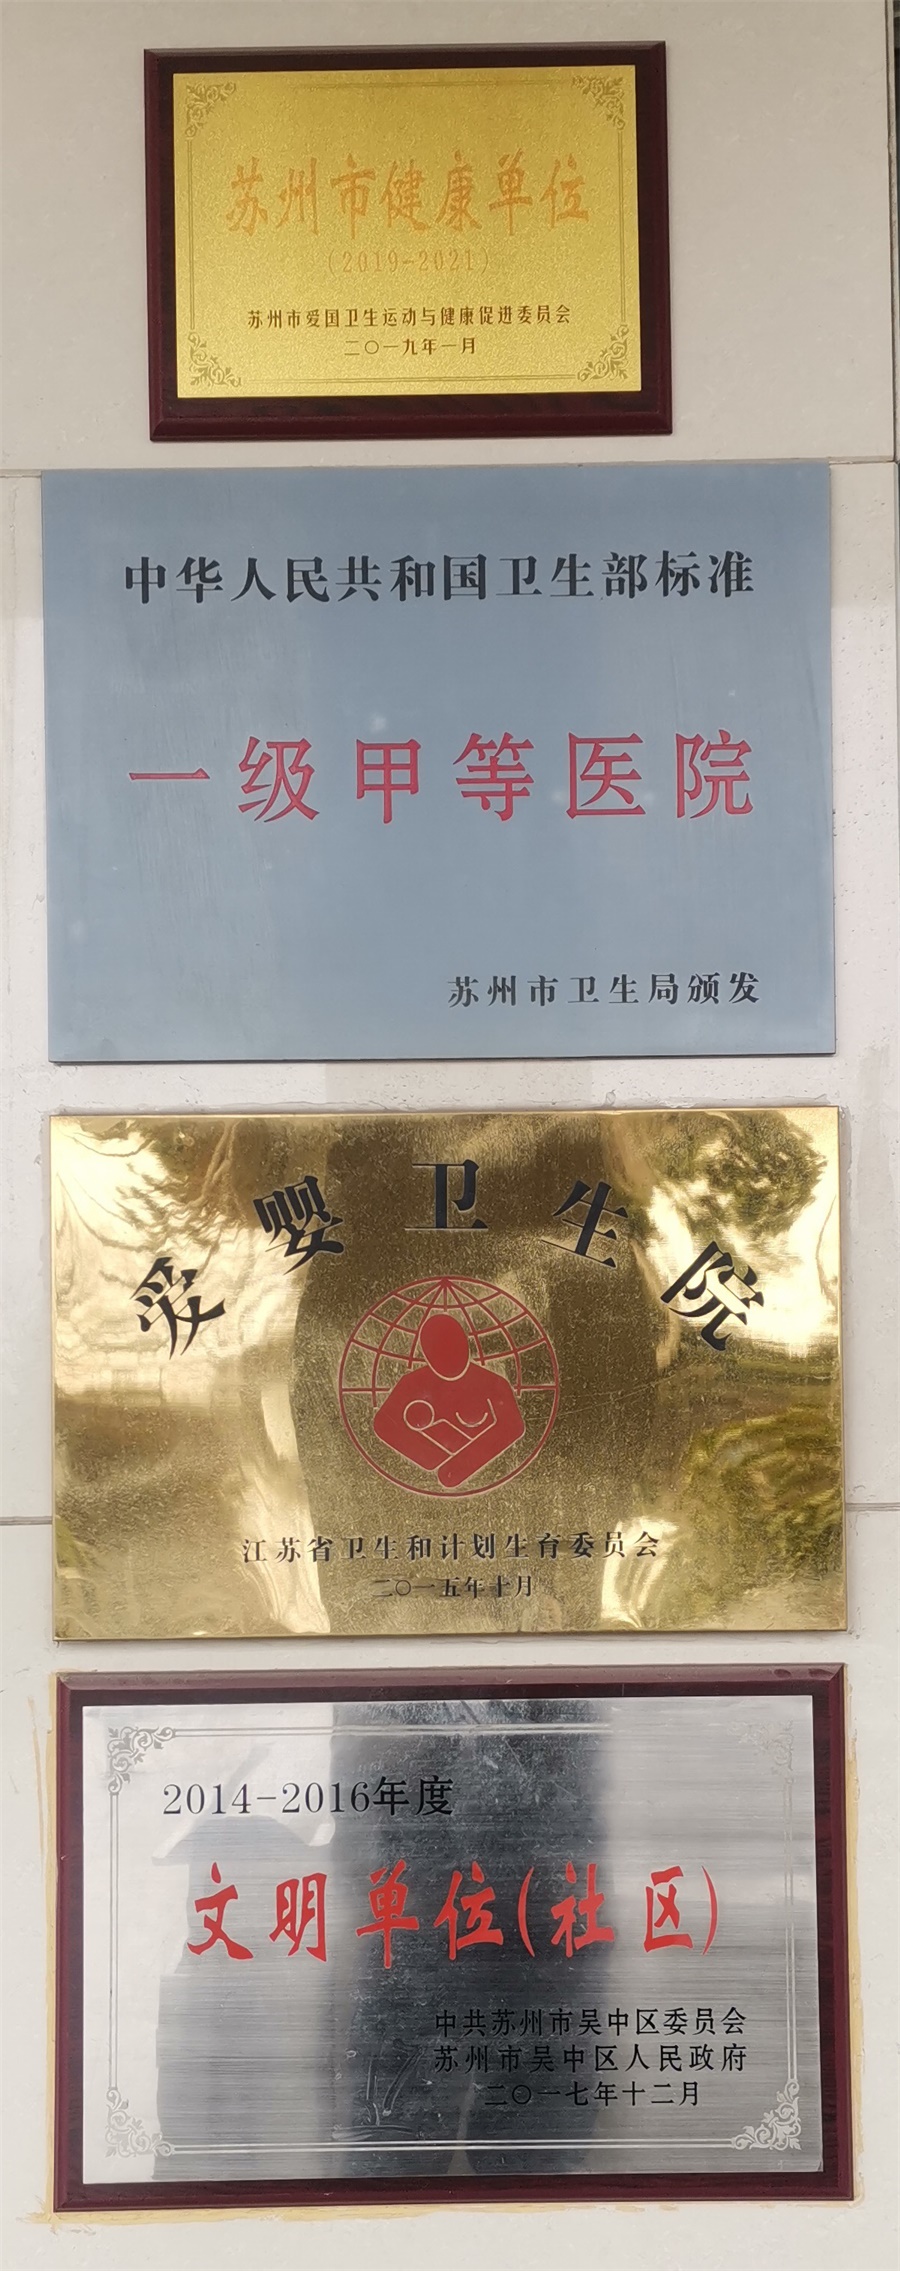 苏州市健康单位
(2019-2021)
苏州市爱国卫生运动与健康促进委员会
二〇一九年一月
中华人民共和国卫生部标准
一级甲等医院
苏州市卫生局颁发
爱婴卫生院
江苏省卫生和计划生育委员会
二〇一五年十月
2014-2016年度
文明单位(社区)
中共苏州市吴中区委员会
苏州市吴中区人民政府
二〇一七年十二月